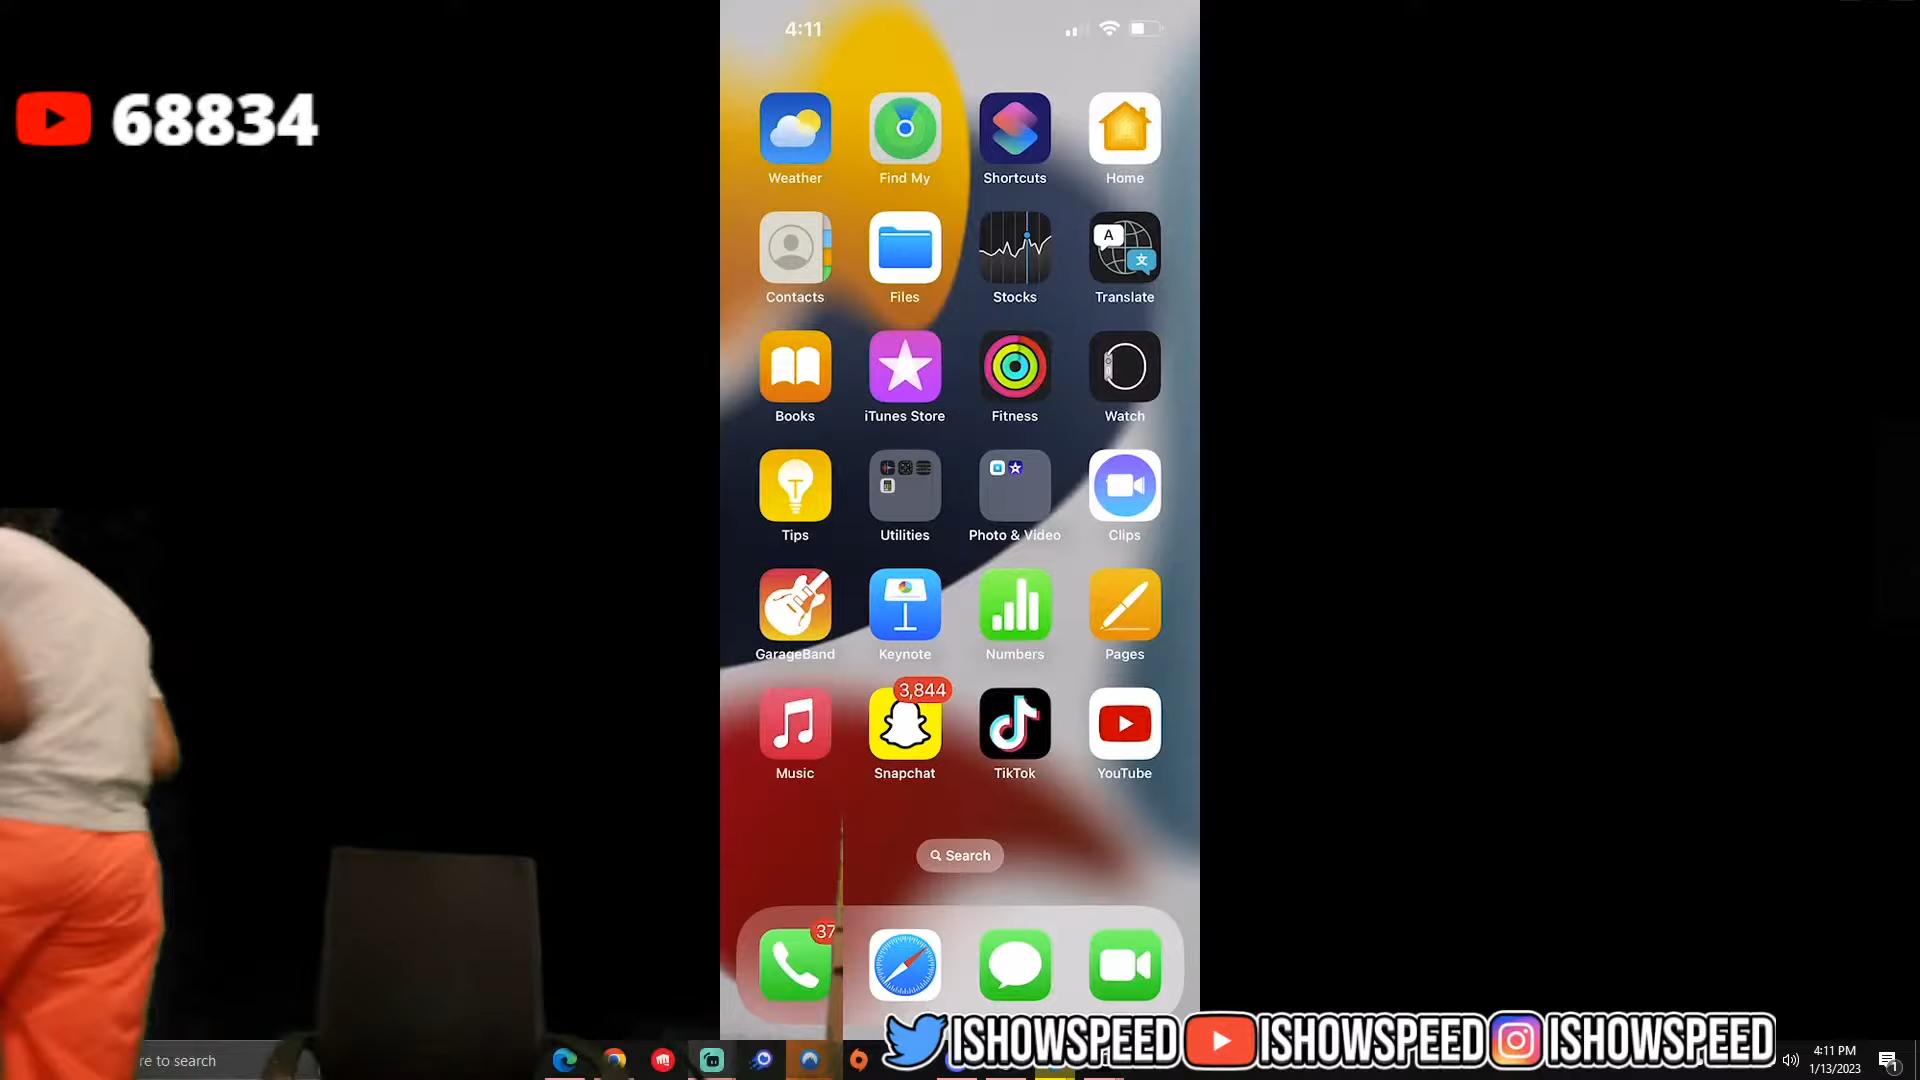 4:11
68834
Weather Find My Shortcuts Home
A 文
Contacts Files Stocks Translate
Books iTunes Store Fitness Watch
Tips Utilities Photo & Video Clips
GarageBand Keynote Numbers Pages
3,844
Music Snapchat TikTok YouTube
Search
37
ISHOWSPEED ISHOWSPEED ISHOWSPEED
re to search
4:11 PM
1/13/2023
1